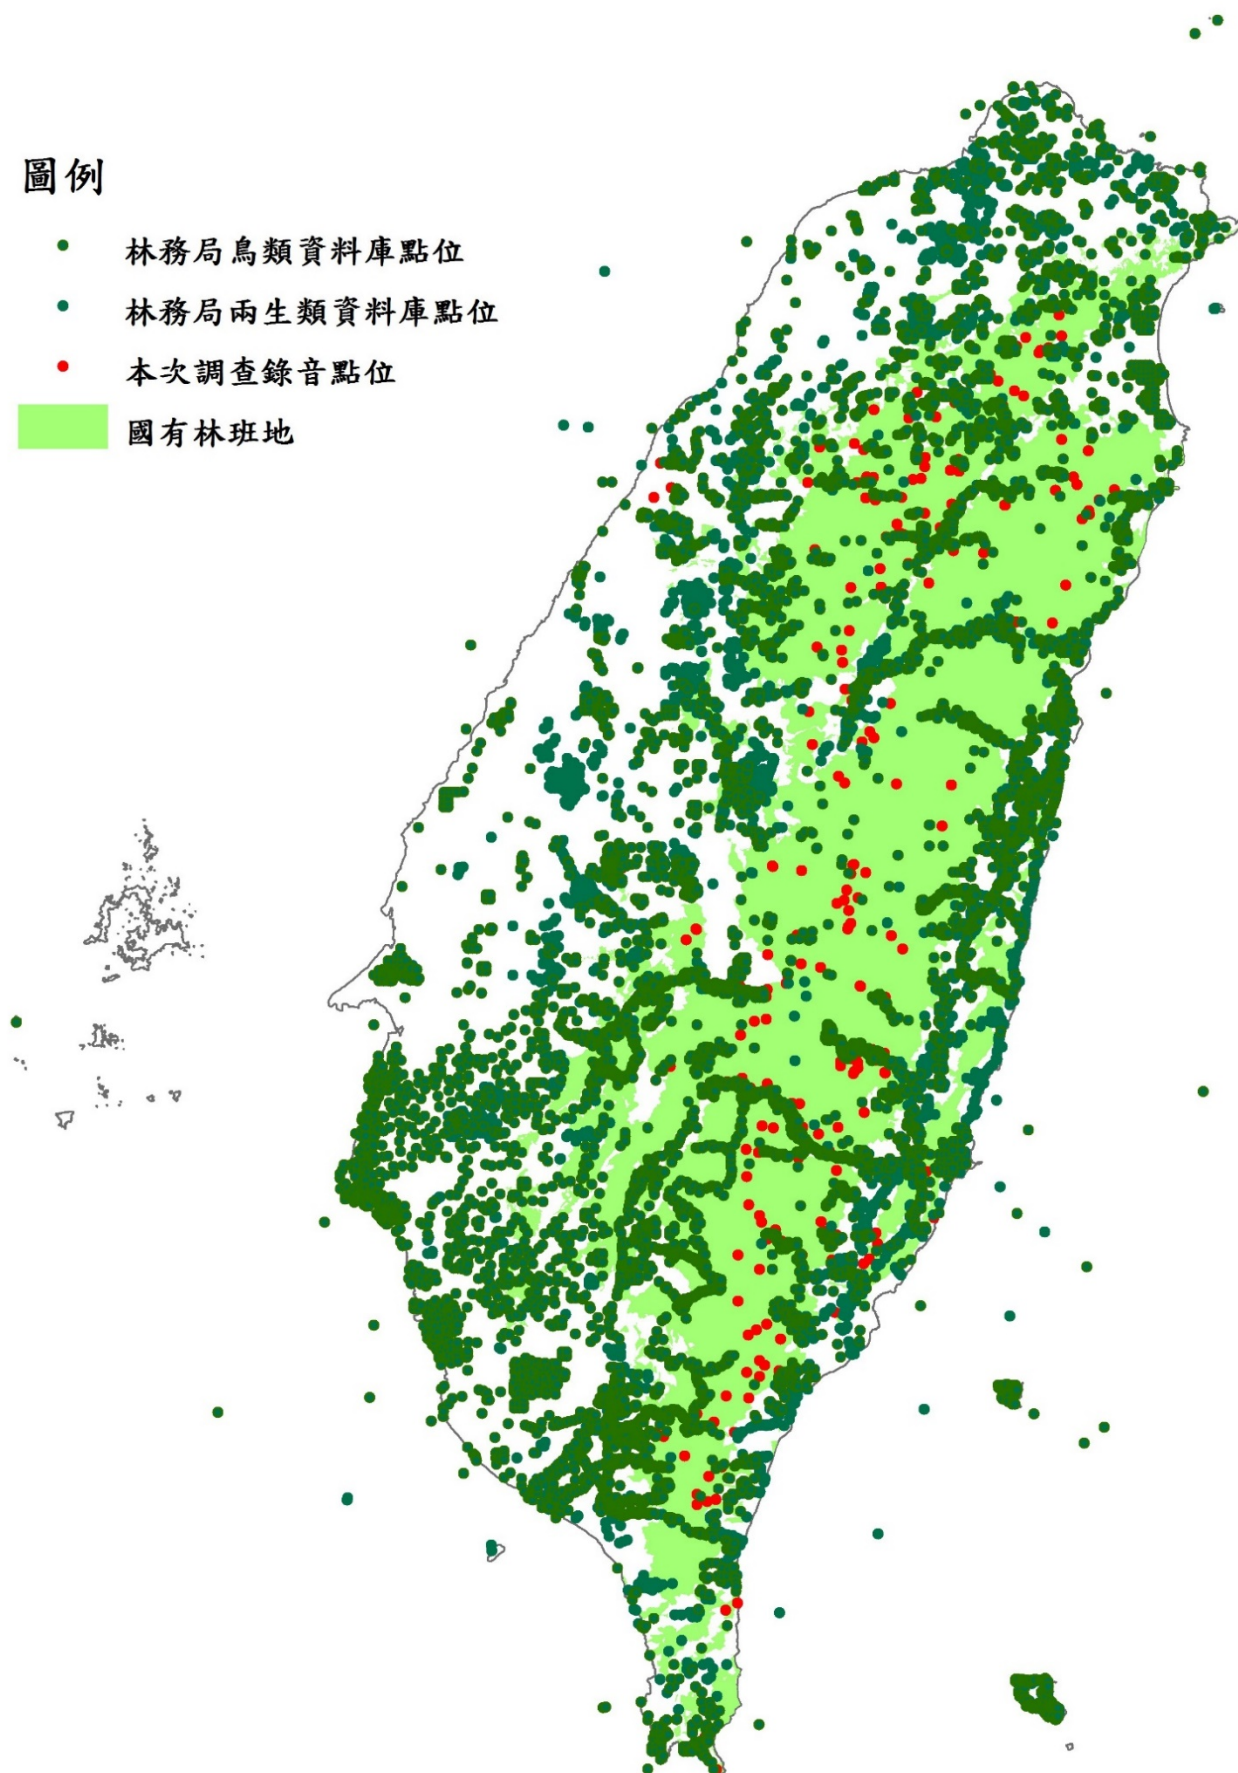 圖例
林務局鳥類資料庫點位
林務局兩生類資料庫點位
本次調查錄音點位
國有林班地